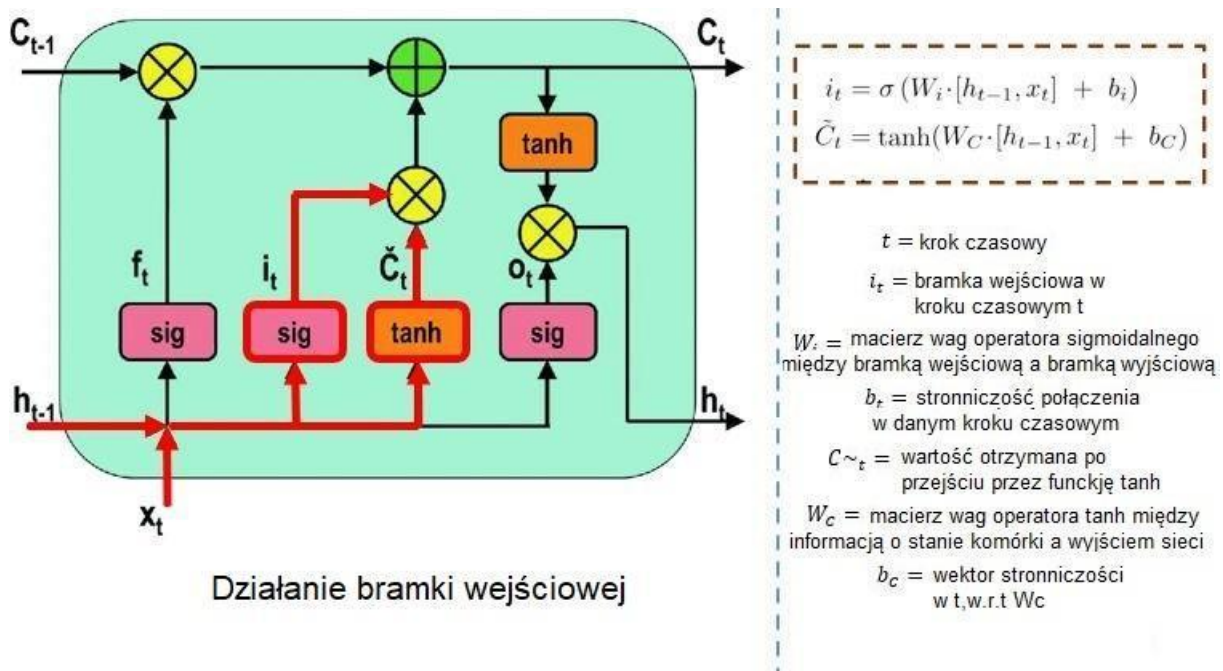 C_{t-1}
C_t
tanh
f_t
i_t
Č_t
o_t
sig
sig
tanh
sig
h_{t-1}
h_t
x_t
Działanie bramki wejściowej
i_t = σ (W_i·[h_{t-1}, x_t] + b_i)
C̃_t = tanh(W_C·[h_{t-1}, x_t] + b_C)
t = krok czasowy
i_t = bramka wejściowa w
kroku czasowym t
W_i = macierz wag operatora sigmoidalnego
między bramką wejściową a bramką wyjściową
b_t = stronniczość połączenia
w danym kroku czasowym
C~_t = wartość otrzymana po
przejściu przez funckję tanh
W_c = macierz wag operatora tanh między
informacją o stanie komórki a wyjściem sieci
b_c = wektor stronniczości
w t,w.r.t Wc